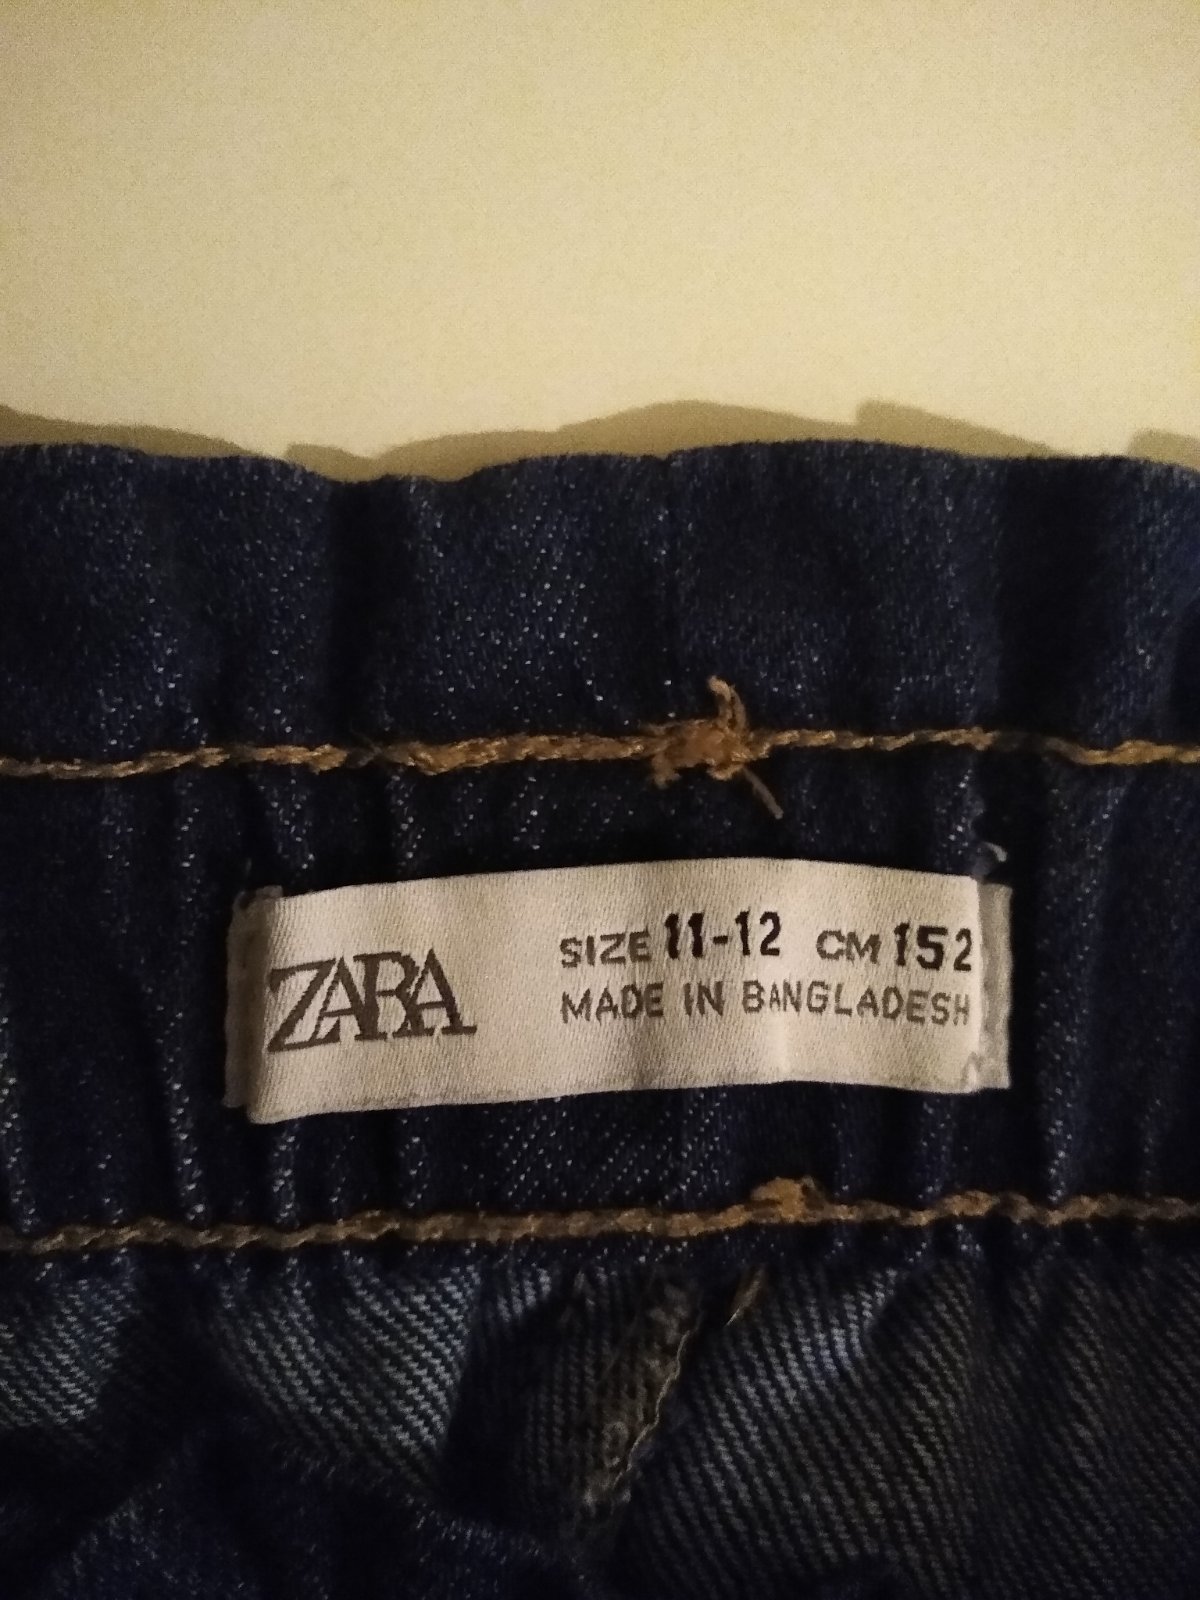 ZARA
SIZE 11-12 CM 152
MADE IN BANGLADESH